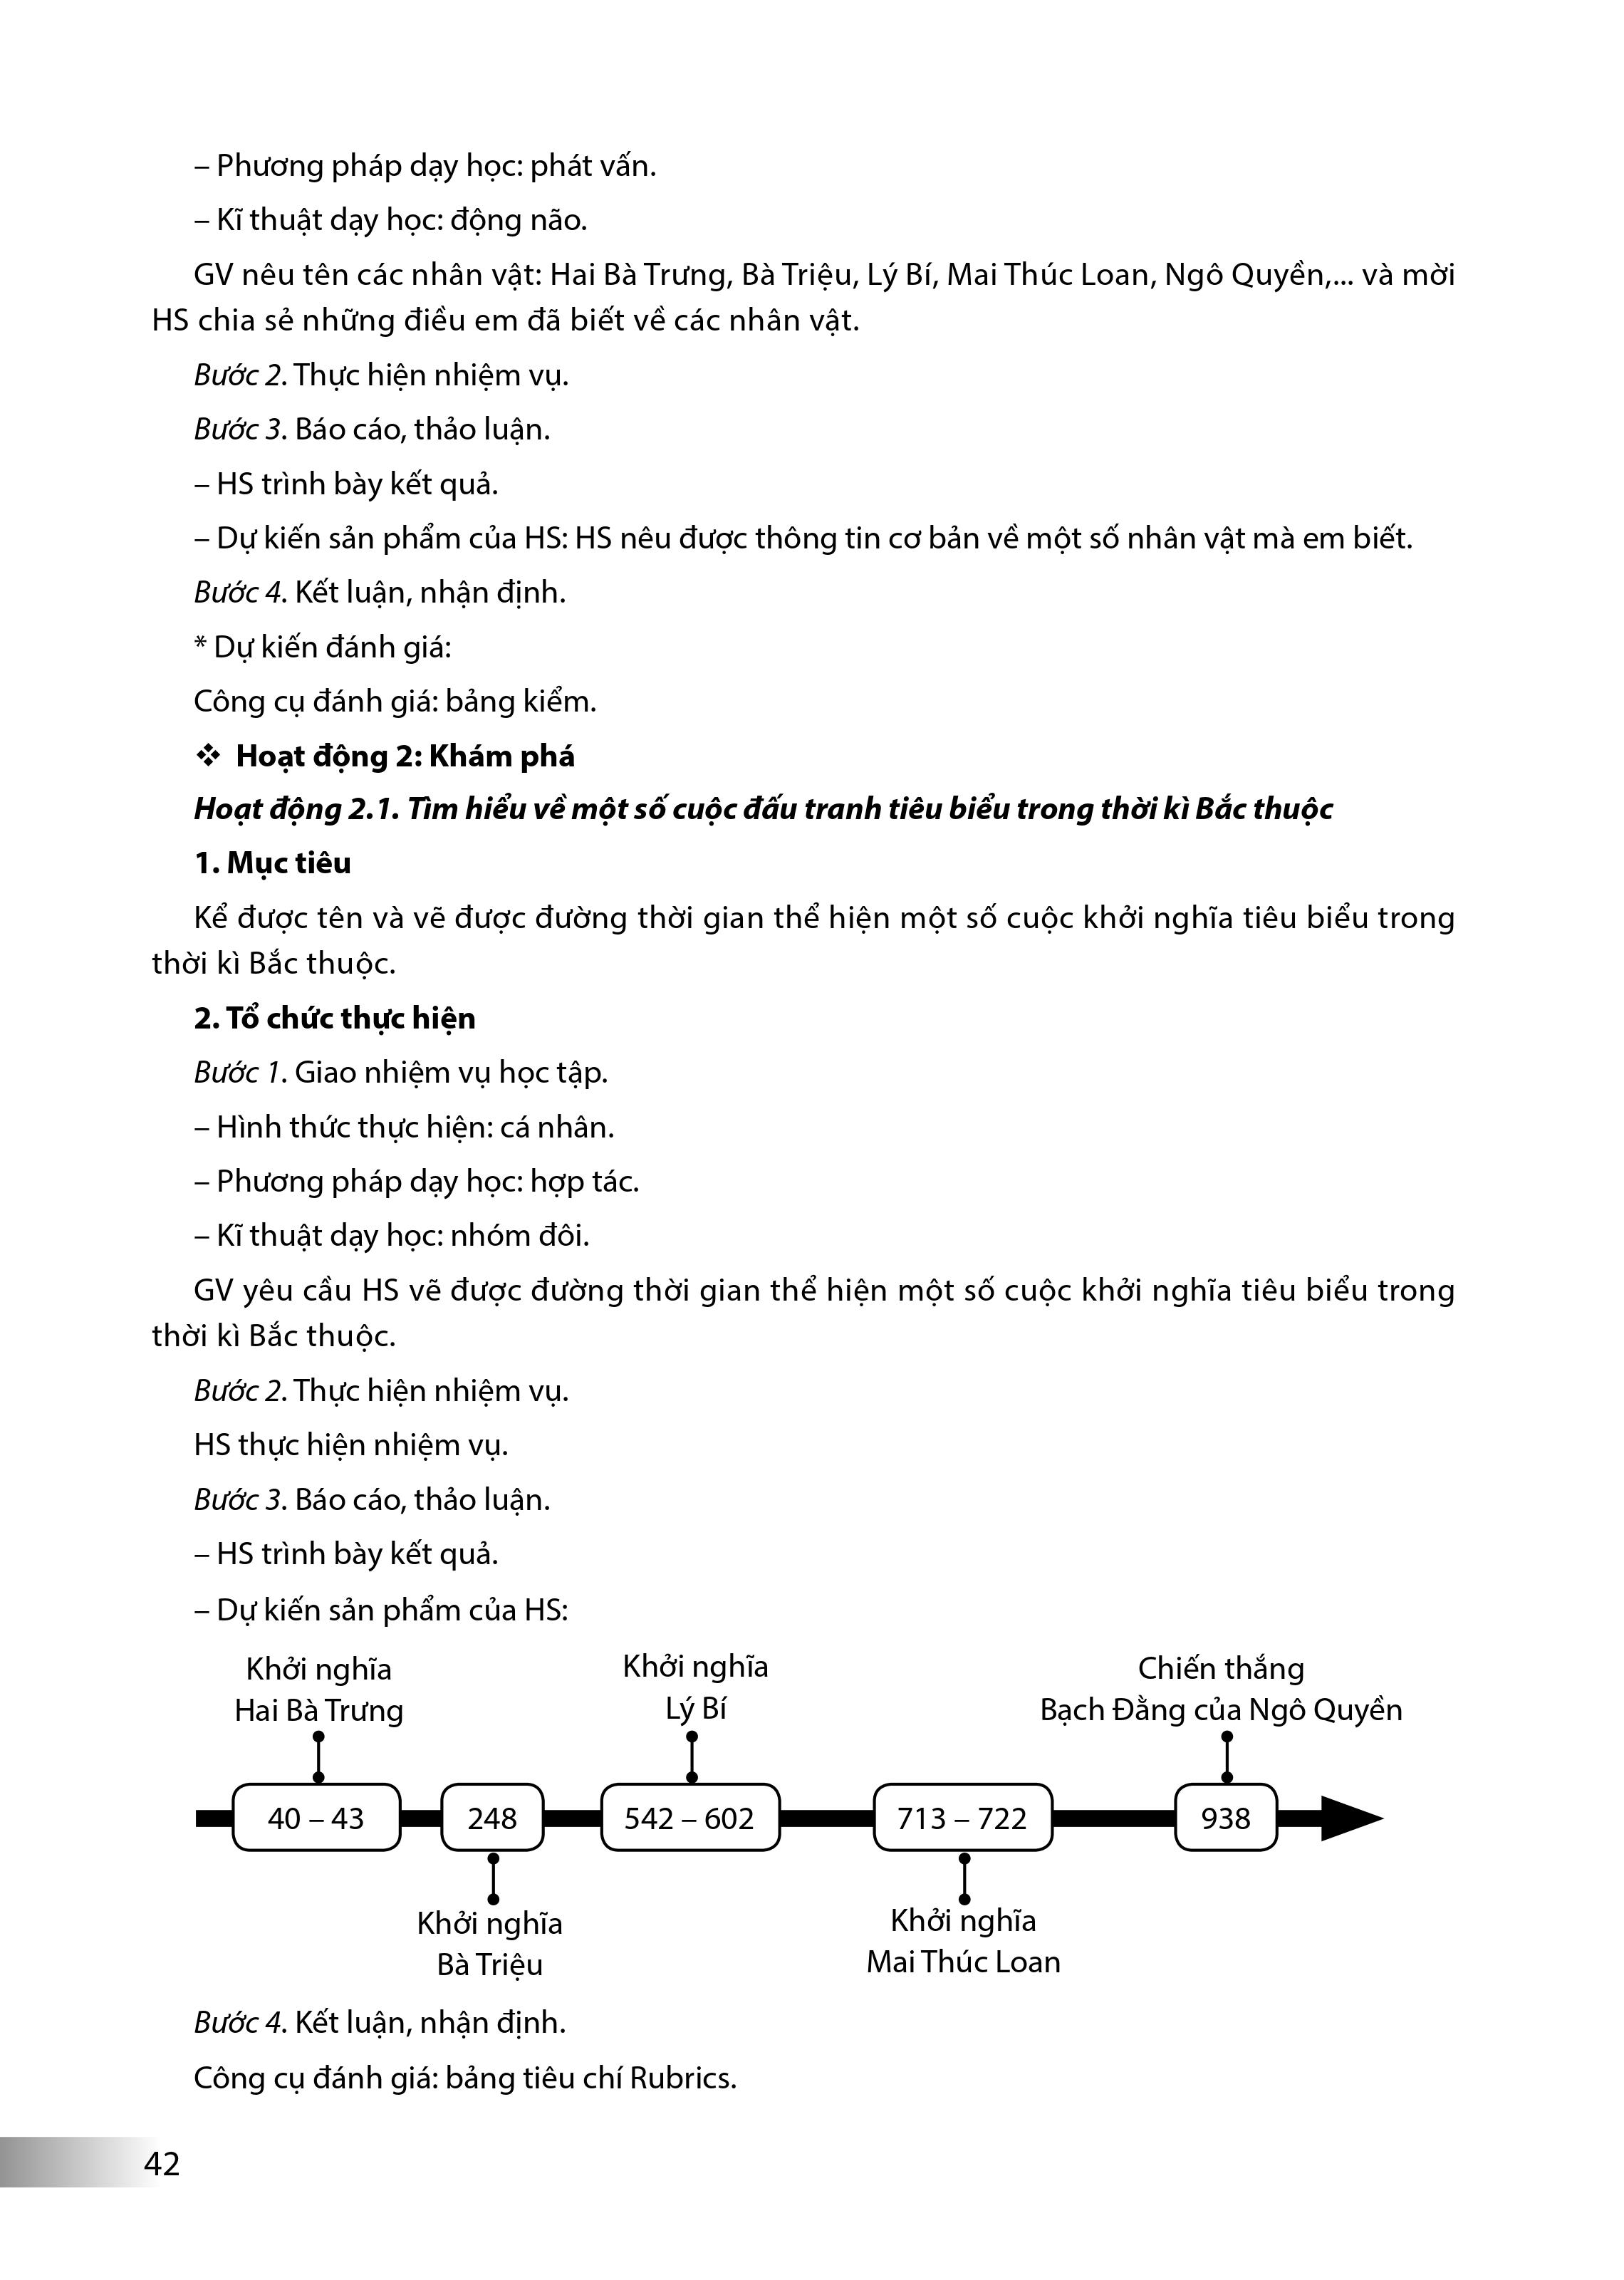 – Phương pháp dạy học: phát vấn.
– Kĩ thuật dạy học: động não.
GV nêu tên các nhân vật: Hai Bà Trưng, Bà Triệu, Lý Bí, Mai Thúc Loan, Ngô Quyền,... và mời
HS chia sẻ những điều em đã biết về các nhân vật.
Bước 2. Thực hiện nhiệm vụ.
Bước 3. Báo cáo, thảo luận.
– HS trình bày kết quả.
– Dự kiến sản phẩm của HS: HS nêu được thông tin cơ bản về một số nhân vật mà em biết.
Bước 4. Kết luận, nhận định.
* Dự kiến đánh giá:
Công cụ đánh giá: bảng kiểm.
❖ Hoạt động 2: Khám phá
Hoạt động 2.1. Tìm hiểu về một số cuộc đấu tranh tiêu biểu trong thời kì Bắc thuộc
1. Mục tiêu
Kể được tên và vẽ được đường thời gian thể hiện một số cuộc khởi nghĩa tiêu biểu trong
thời kì Bắc thuộc.
2. Tổ chức thực hiện
Bước 1. Giao nhiệm vụ học tập.
– Hình thức thực hiện: cá nhân.
– Phương pháp dạy học: hợp tác.
– Kĩ thuật dạy học: nhóm đôi.
GV yêu cầu HS vẽ được đường thời gian thể hiện một số cuộc khởi nghĩa tiêu biểu trong
thời kì Bắc thuộc.
Bước 2. Thực hiện nhiệm vụ.
HS thực hiện nhiệm vụ.
Bước 3. Báo cáo, thảo luận.
– HS trình bày kết quả.
– Dự kiến sản phẩm của HS:
Khởi nghĩa
Hai Bà Trưng
Khởi nghĩa
Lý Bí
Chiến thắng
Bạch Đằng của Ngô Quyền
40 – 43
248
542 – 602
713 – 722
938
Khởi nghĩa
Bà Triệu
Khởi nghĩa
Mai Thúc Loan
Bước 4. Kết luận, nhận định.
Công cụ đánh giá: bảng tiêu chí Rubrics.
42